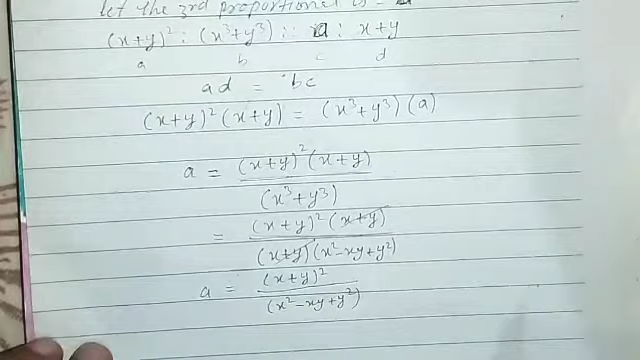 let the 3rd proportional is - a
(x+y)² : (x³+y³) :: a : x+y
a b c d
ad = bc
(x+y)² (x+y) = (x³+y³) (a)
a = (x+y)² (x+y)
(x³+y³)
= (x+y)² (x+y)
(x+y) (x²-xy+y²)
a = (x+y)²
(x²-xy+y²)